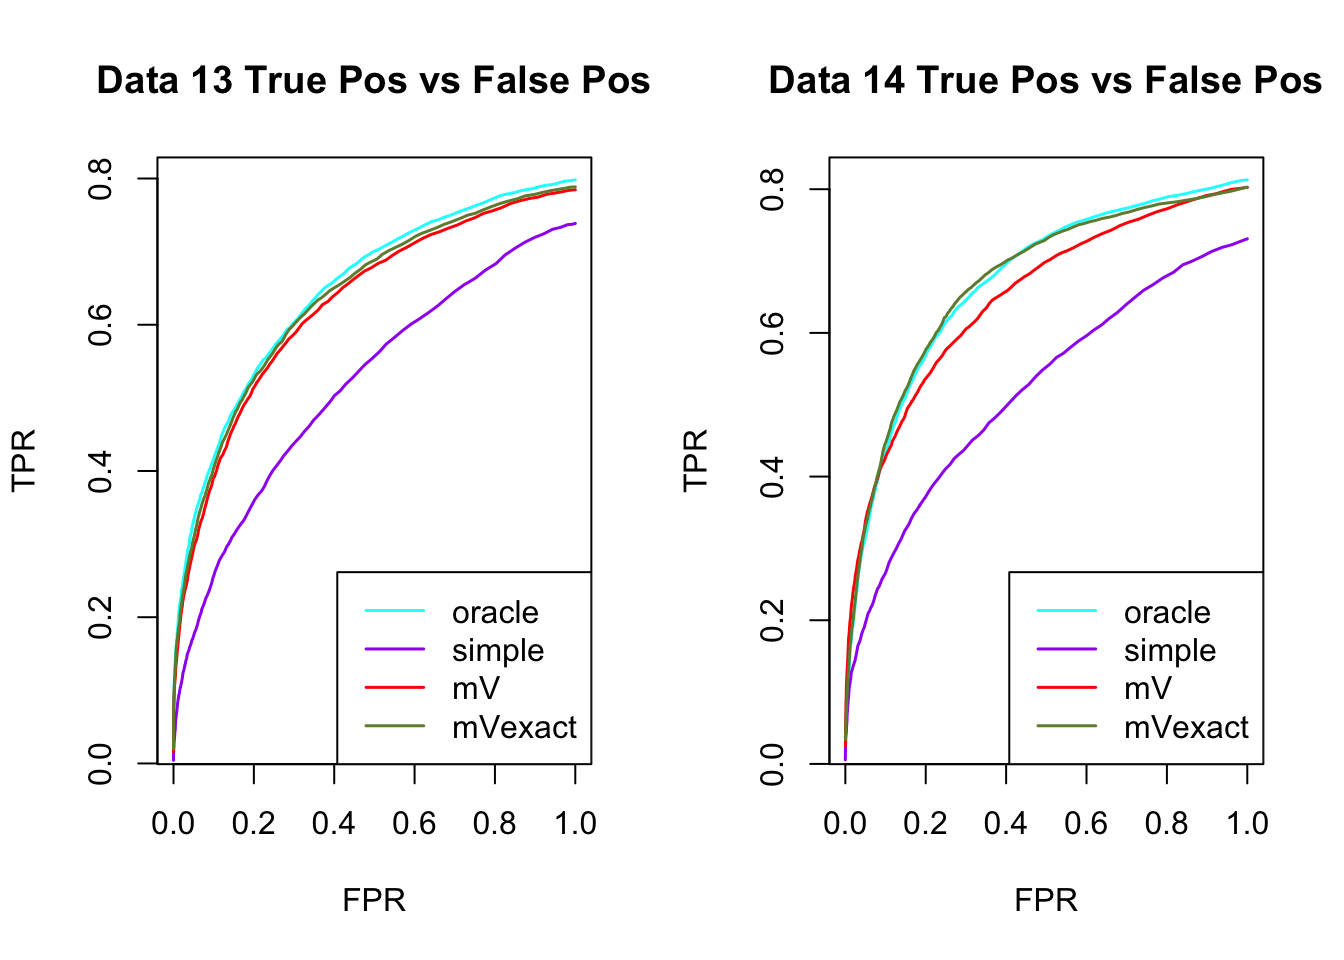 Data 13 True Pos vs False Pos
TPR
0.8
0.6
0.4
0.2
0.0
oracle
simple
mV
mVexact
0.0 0.2 0.4 0.6 0.8 1.0
FPR
Data 14 True Pos vs False Pos
TPR
0.8
0.6
0.4
0.2
0.0
oracle
simple
mV
mVexact
0.0 0.2 0.4 0.6 0.8 1.0
FPR